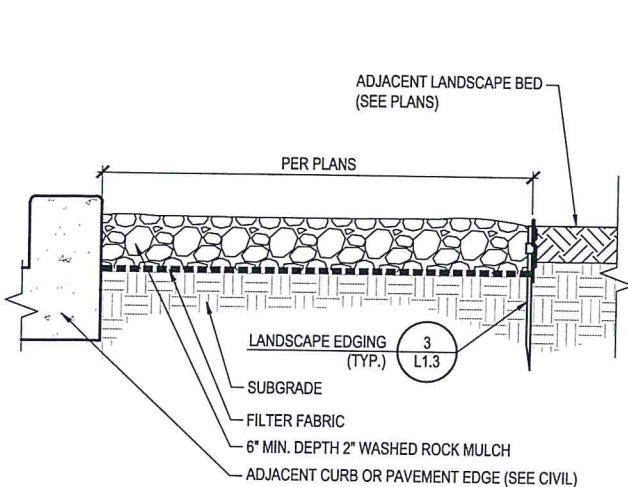 ADJACENT LANDSCAPE BED
(SEE PLANS)
PER PLANS
LANDSCAPE EDGING
(TYP.)
3
L1.3
SUBGRADE
FILTER FABRIC
6" MIN. DEPTH 2" WASHED ROCK MULCH
ADJACENT CURB OR PAVEMENT EDGE (SEE CIVIL)